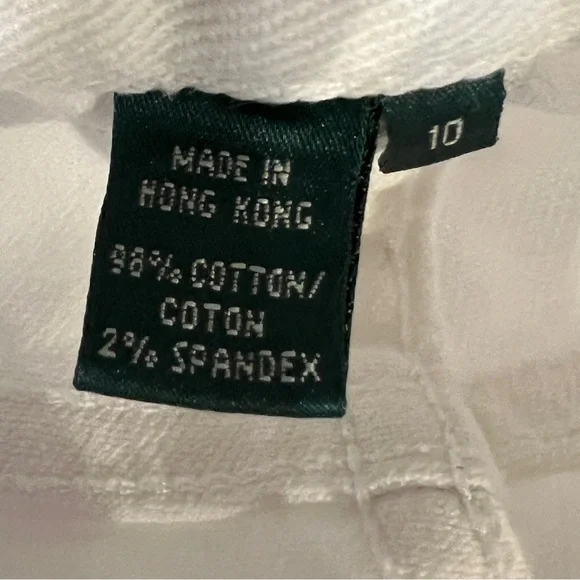 MADE IN
HONG KONG
98% COTTON/
COTON
2% SPANDEX
10